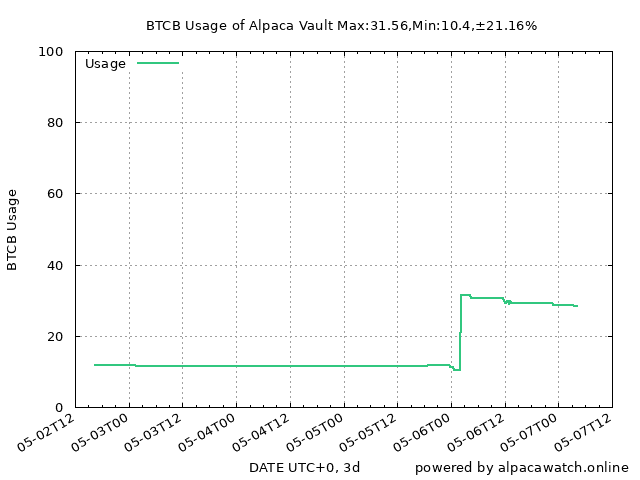 BTCB Usage of Alpaca Vault Max:31.56,Min:10.4,±21.16%
Usage
100
80
60
40
20
0
BTCB Usage
05-02T12
05-03T00
05-03T12
05-04T00
05-04T12
05-05T00
05-05T12
05-06T00
05-06T12
05-07T00
05-07T12
DATE UTC+0, 3d
powered by alpacawatch.online